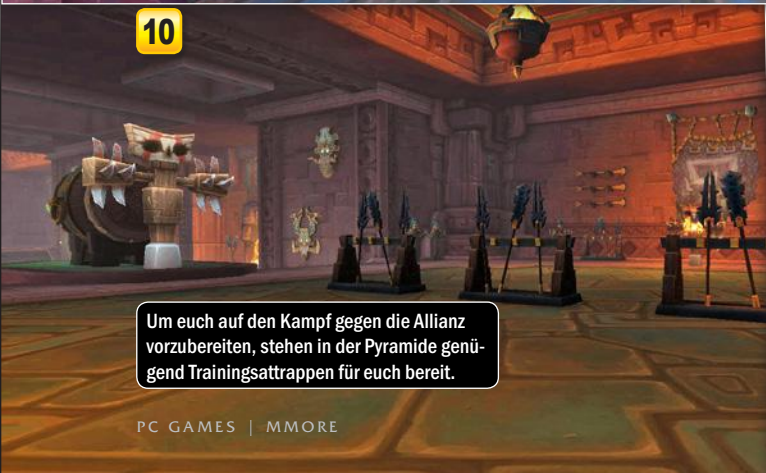 10
Um euch auf den Kampf gegen die Allianz
vorzubereiten, stehen in der Pyramide genü-
gend Trainingsattrappen für euch bereit.
PC GAMES | MMORE